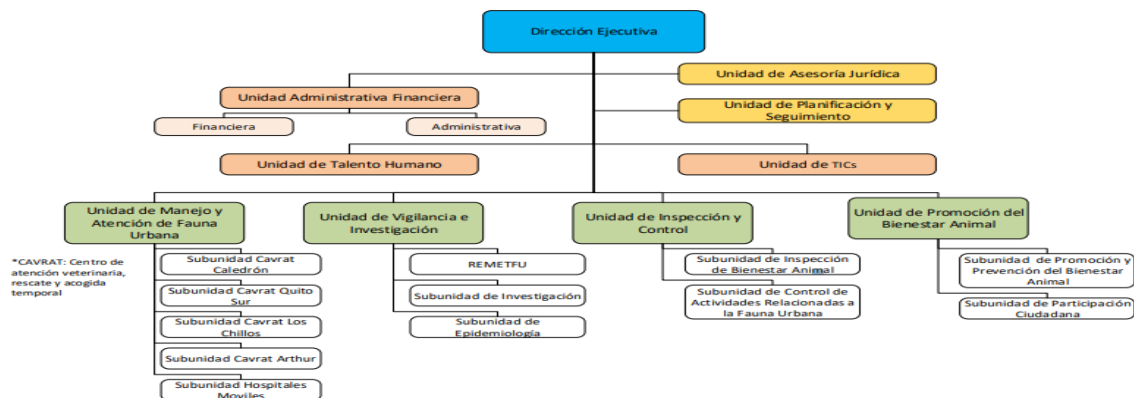 Dirección Ejecutiva
Unidad de Asesoría Jurídica
Unidad Administrativa Financiera
Unidad de Planificación y
Seguimiento
Financiera
Administrativa
Unidad de Talento Humano
Unidad de TICs
Unidad de Manejo y
Atención de Fauna
Urbana
Unidad de Vigilancia e
Investigación
Unidad de Inspección y
Control
Unidad de Promoción del
Bienestar Animal
*CAVRAT: Centro de
atención veterinaria,
rescate y acogida
temporal
Subunidad Cavrat
Caledrón
Subunidad Cavrat Quito
Sur
Subunidad Cavrat Los
Chillos
Subunidad Cavrat Arthur
Subunidad Hospitales
Moviles
REMETFU
Subunidad de Investigación
Subunidad de
Epidemiología
Subunidad de Inspección
de Bienestar Animal
Subunidad de Control de
Actividades Relacionadas a
la Fauna Urbana
Subunidad de Promoción y
Prevención del Bienestar
Animal
Subunidad de Participación
Ciudadana